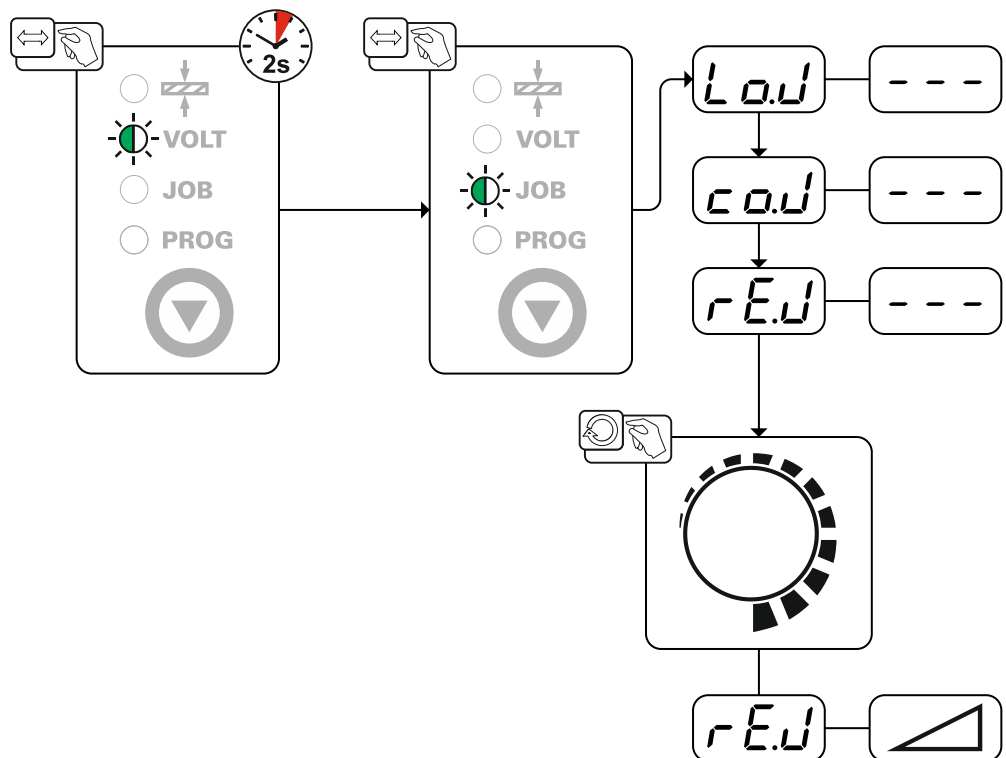 2s
VOLT
JOB
PROG
VOLT
JOB
PROG
Lo.J
- - -
co.J
- - -
rE.J
- - -
rE.J